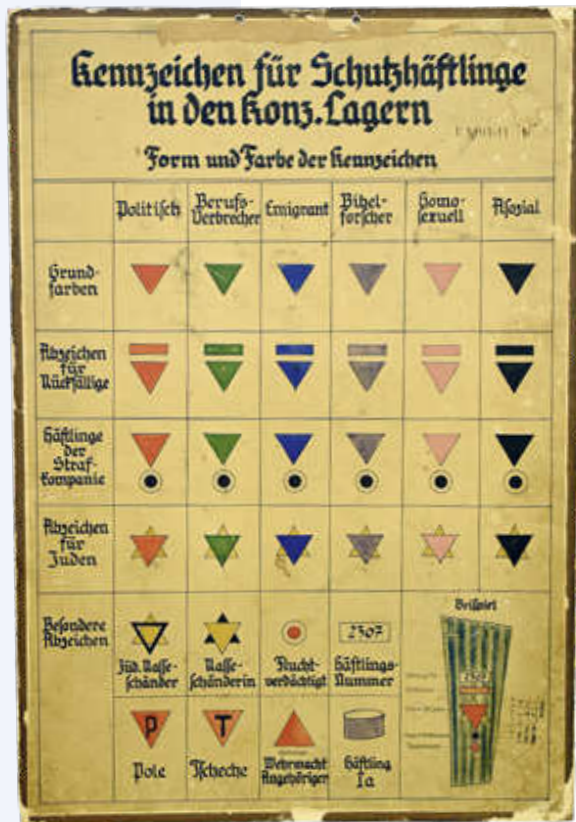 Kennzeichen für Schutzhäftlinge
in den Konz.Lagern
Form und Farbe der Kennzeichen
Politisch
Berufs-
Verbrecher
Emigrant
Bibel-
forscher
Homo-
sexuell
Asozial
Grund-
farben
Abzeichen
für
Rückfällige
Häftlinge
der
Straf-
kompanie
Abzeichen
für
Juden
Besondere
Abzeichen
Jüd. Rasse-
schänder
Rasse-
schänderin
Flucht-
verdächtigt
2307
Häftlings-
Nummer
Beispiel
P
Pole
T
Tscheche
Wehrmacht
Angehöriger
Häftling
Ia